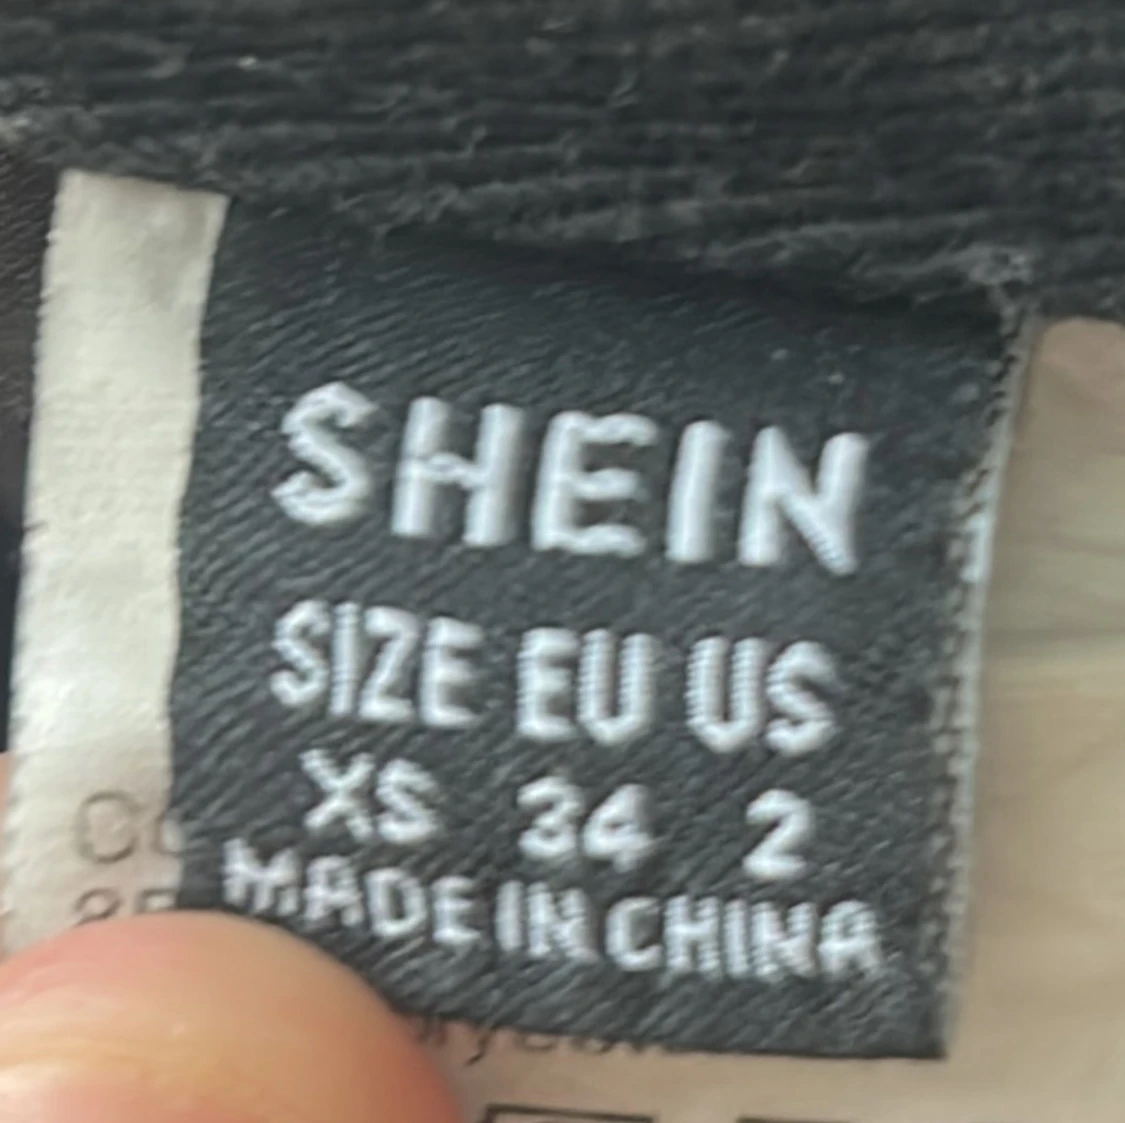 SHEIN
SIZE EU US
XS 34 2
MADE IN CHINA